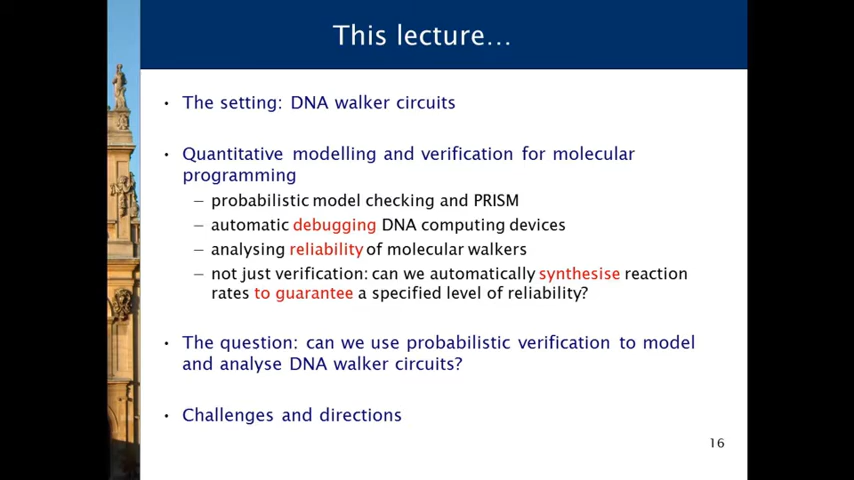 This lecture...
• The setting: DNA walker circuits
• Quantitative modelling and verification for molecular
programming
– probabilistic model checking and PRISM
– automatic debugging DNA computing devices
– analysing reliability of molecular walkers
– not just verification: can we automatically synthesise reaction
rates to guarantee a specified level of reliability?
• The question: can we use probabilistic verification to model
and analyse DNA walker circuits?
• Challenges and directions
16